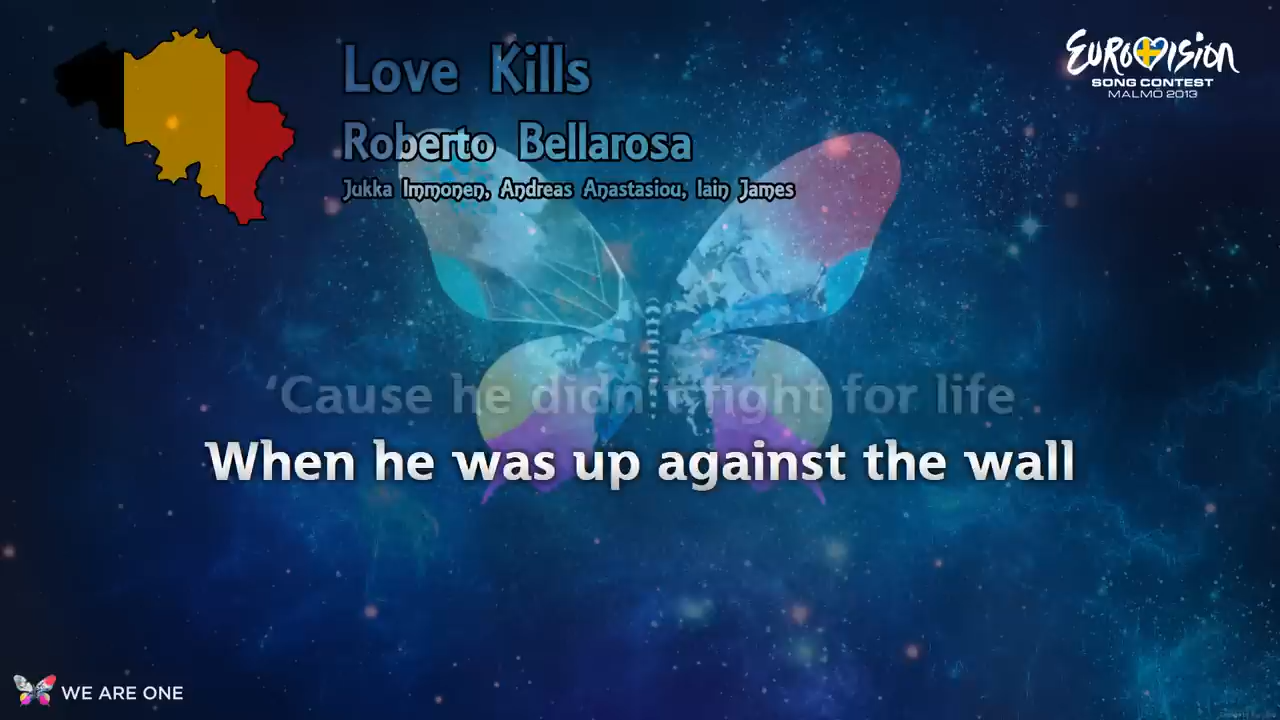 Love Kills
Roberto Bellarosa
Jukka Immonen, Andreas Anastasiou, Iain James
EUROVISION
SONG CONTEST
MALMÖ 2013
‘Cause he didn't fight for life
When he was up against the wall
WE ARE ONE